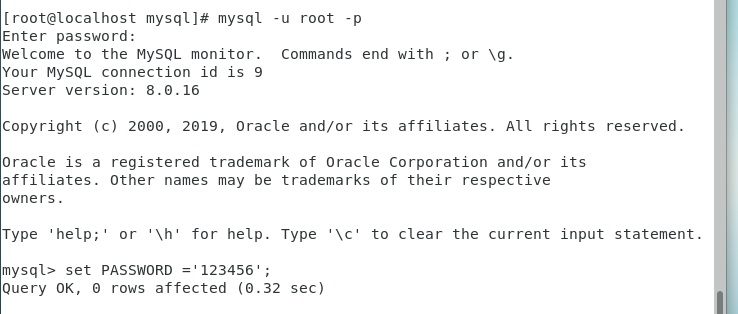 [root@localhost mysql]# mysql -u root -p
Enter password:
Welcome to the MySQL monitor.  Commands end with ; or \g.
Your MySQL connection id is 9
Server version: 8.0.16
Copyright (c) 2000, 2019, Oracle and/or its affiliates. All rights reserved.
Oracle is a registered trademark of Oracle Corporation and/or its
affiliates. Other names may be trademarks of their respective
owners.
Type 'help;' or '\h' for help. Type '\c' to clear the current input statement.
mysql> set PASSWORD ='123456';
Query OK, 0 rows affected (0.32 sec)